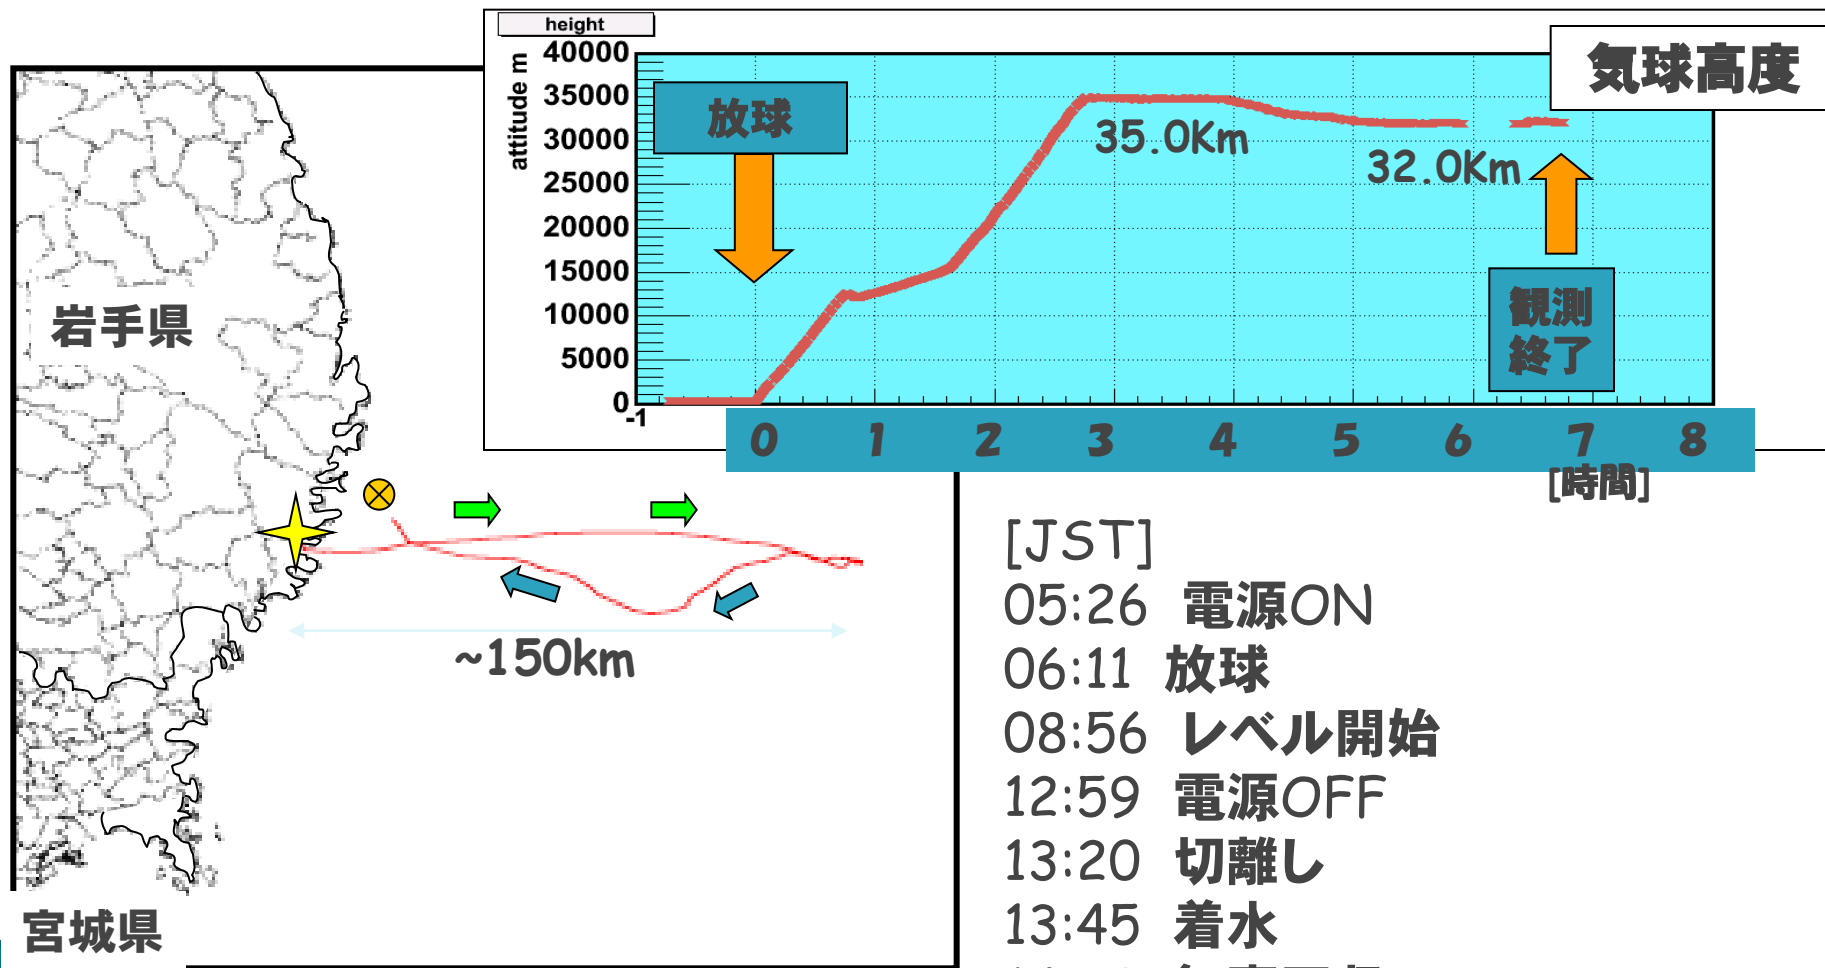 height
気球高度
attitude m
40000
35000
30000
25000
20000
15000
10000
5000
0
-1
放球
35.0Km
32.0Km
観測
終了
0 1 2 3 4 5 6 7 8
[時間]
岩手県
~150km
宮城県
[JST]
05:26 電源ON
06:11 放球
08:56 レベル開始
12:59 電源OFF
13:20 切離し
13:45 着水